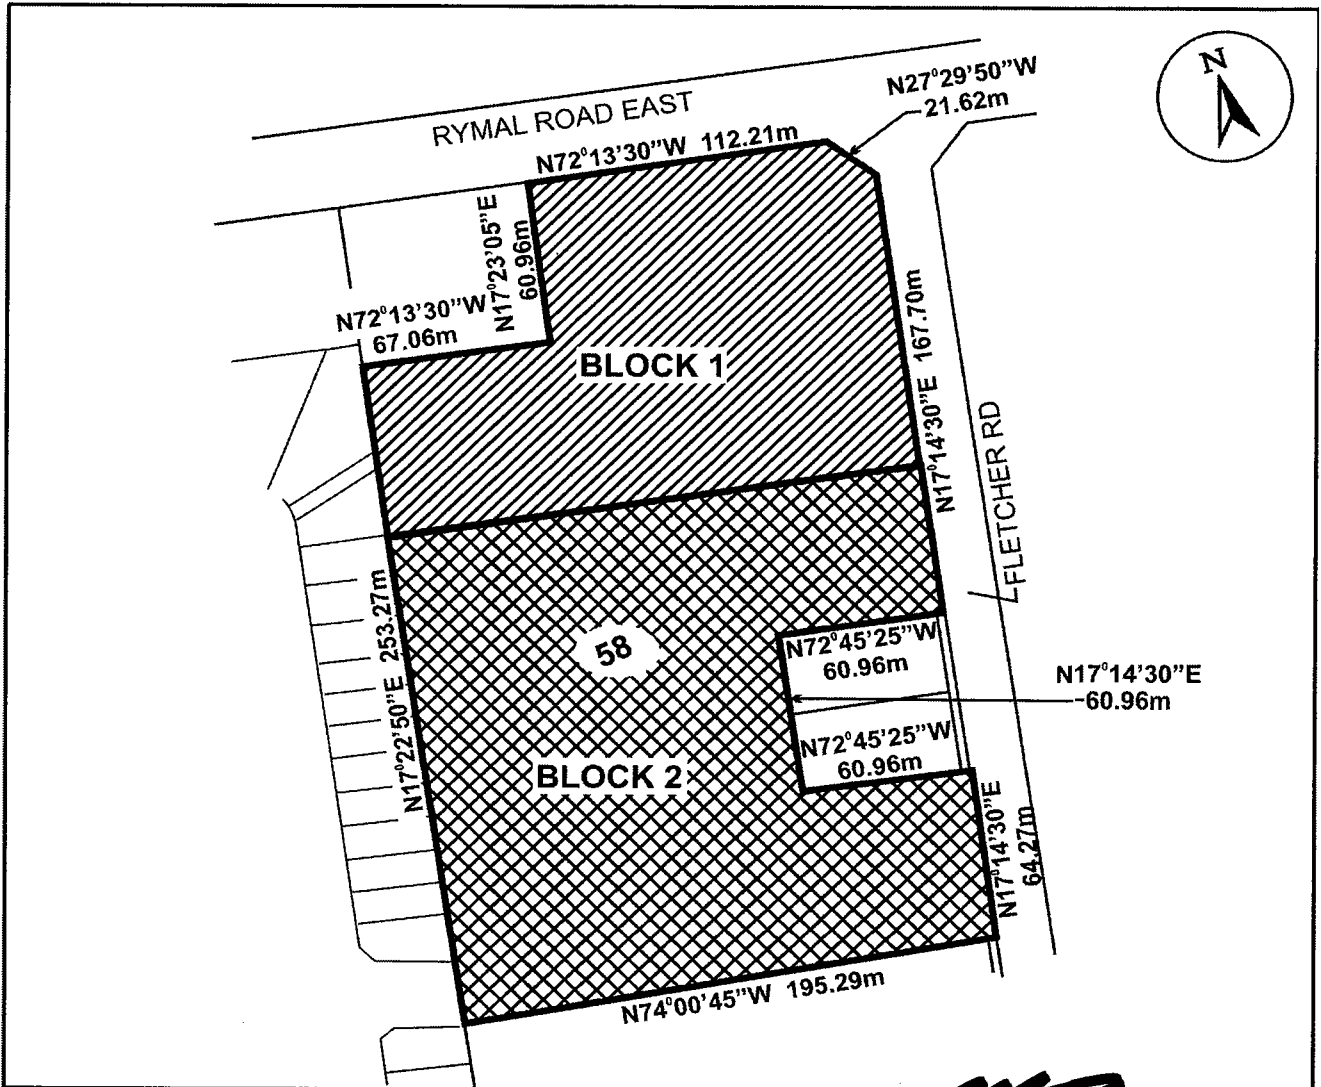 N
N27°29'50"W
21.62m
RYMAL ROAD EAST
N72°13'30"W 112.21m
N17°23'05"E
60.96m
N72°13'30"W
67.06m
BLOCK 1
N17°14'30"E 167.70m
FLETCHER RD
N17°22'50"E 253.27m
58
N72°45'25"W
60.96m
N17°14'30"E
60.96m
N72°45'25"W
60.96m
BLOCK 2
N17°14'30"E
64.27m
N74°00'45"W 195.29m